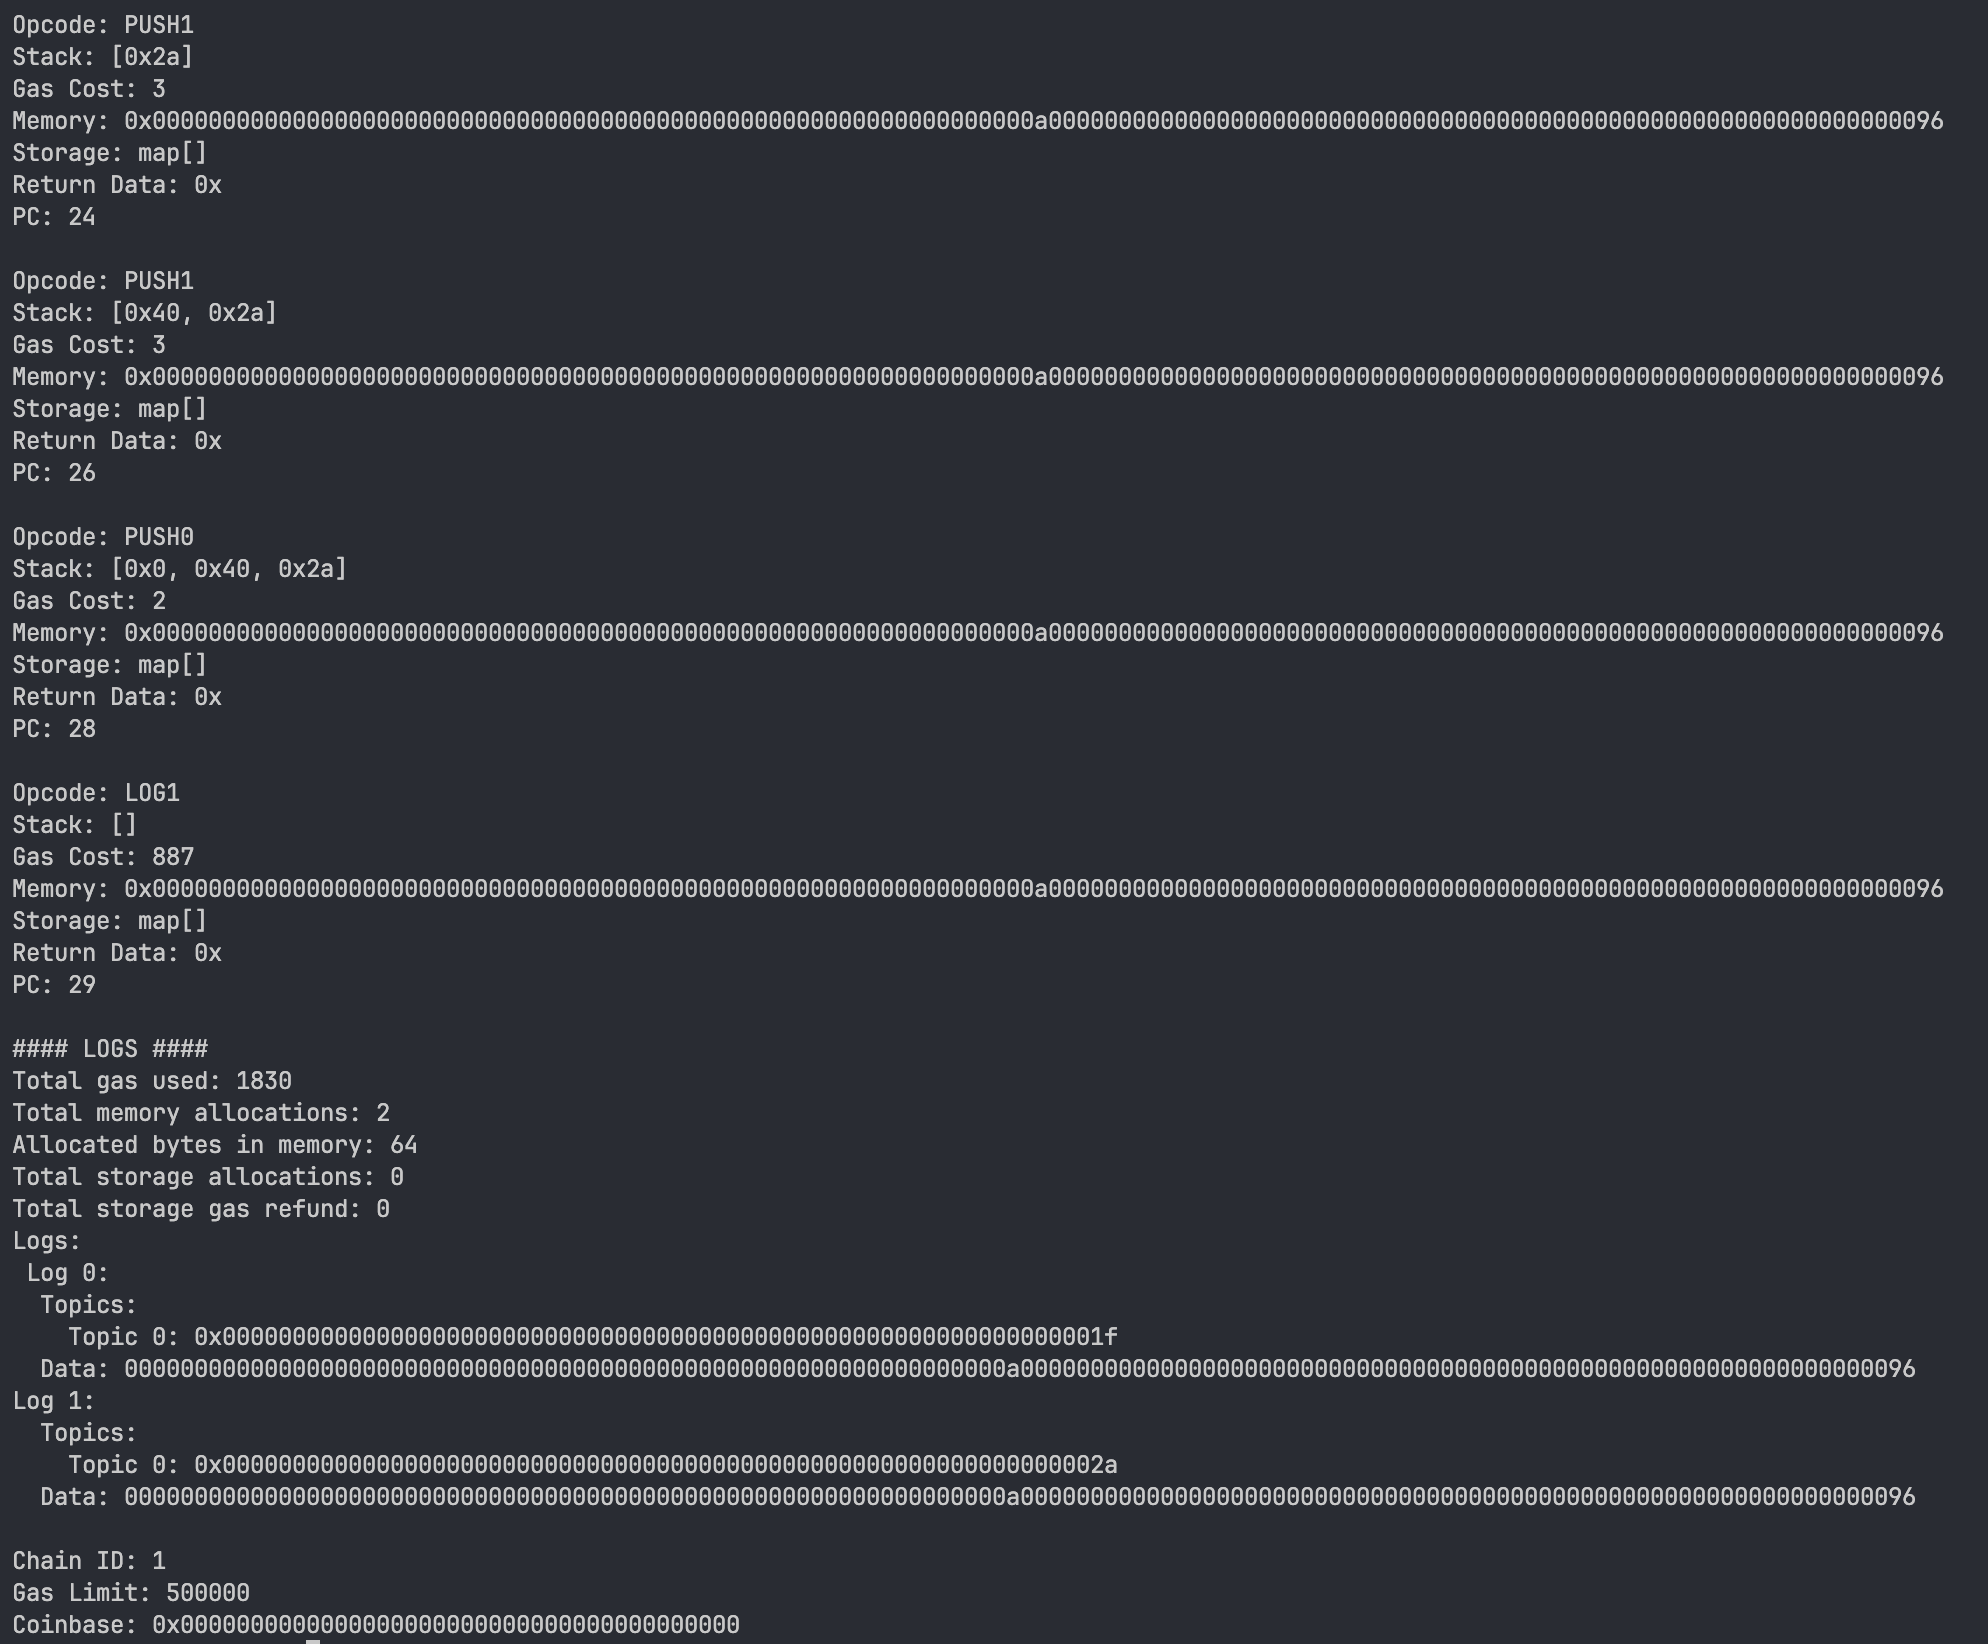 Opcode: PUSH1
Stack: [0x2a]
Gas Cost: 3
Memory: 0x000000000000000000000000000000000000000000000000000000000000000a0000000000000000000000000000000000000000000000000000000000000096
Storage: map[]
Return Data: 0x
PC: 24
Opcode: PUSH1
Stack: [0x40, 0x2a]
Gas Cost: 3
Memory: 0x000000000000000000000000000000000000000000000000000000000000000a0000000000000000000000000000000000000000000000000000000000000096
Storage: map[]
Return Data: 0x
PC: 26
Opcode: PUSH0
Stack: [0x0, 0x40, 0x2a]
Gas Cost: 2
Memory: 0x000000000000000000000000000000000000000000000000000000000000000a0000000000000000000000000000000000000000000000000000000000000096
Storage: map[]
Return Data: 0x
PC: 28
Opcode: LOG1
Stack: []
Gas Cost: 887
Memory: 0x000000000000000000000000000000000000000000000000000000000000000a0000000000000000000000000000000000000000000000000000000000000096
Storage: map[]
Return Data: 0x
PC: 29
#### LOGS ####
Total gas used: 1830
Total memory allocations: 2
Allocated bytes in memory: 64
Total storage allocations: 0
Total storage gas refund: 0
Logs:
Log 0:
Topics:
Topic 0: 0x000000000000000000000000000000000000000000000000000000000000001f
Data: 000000000000000000000000000000000000000000000000000000000000000a0000000000000000000000000000000000000000000000000000000000000096
Log 1:
Topics:
Topic 0: 0x000000000000000000000000000000000000000000000000000000000000002a
Data: 000000000000000000000000000000000000000000000000000000000000000a0000000000000000000000000000000000000000000000000000000000000096
Chain ID: 1
Gas Limit: 500000
Coinbase: 0x0000000000000000000000000000000000000000